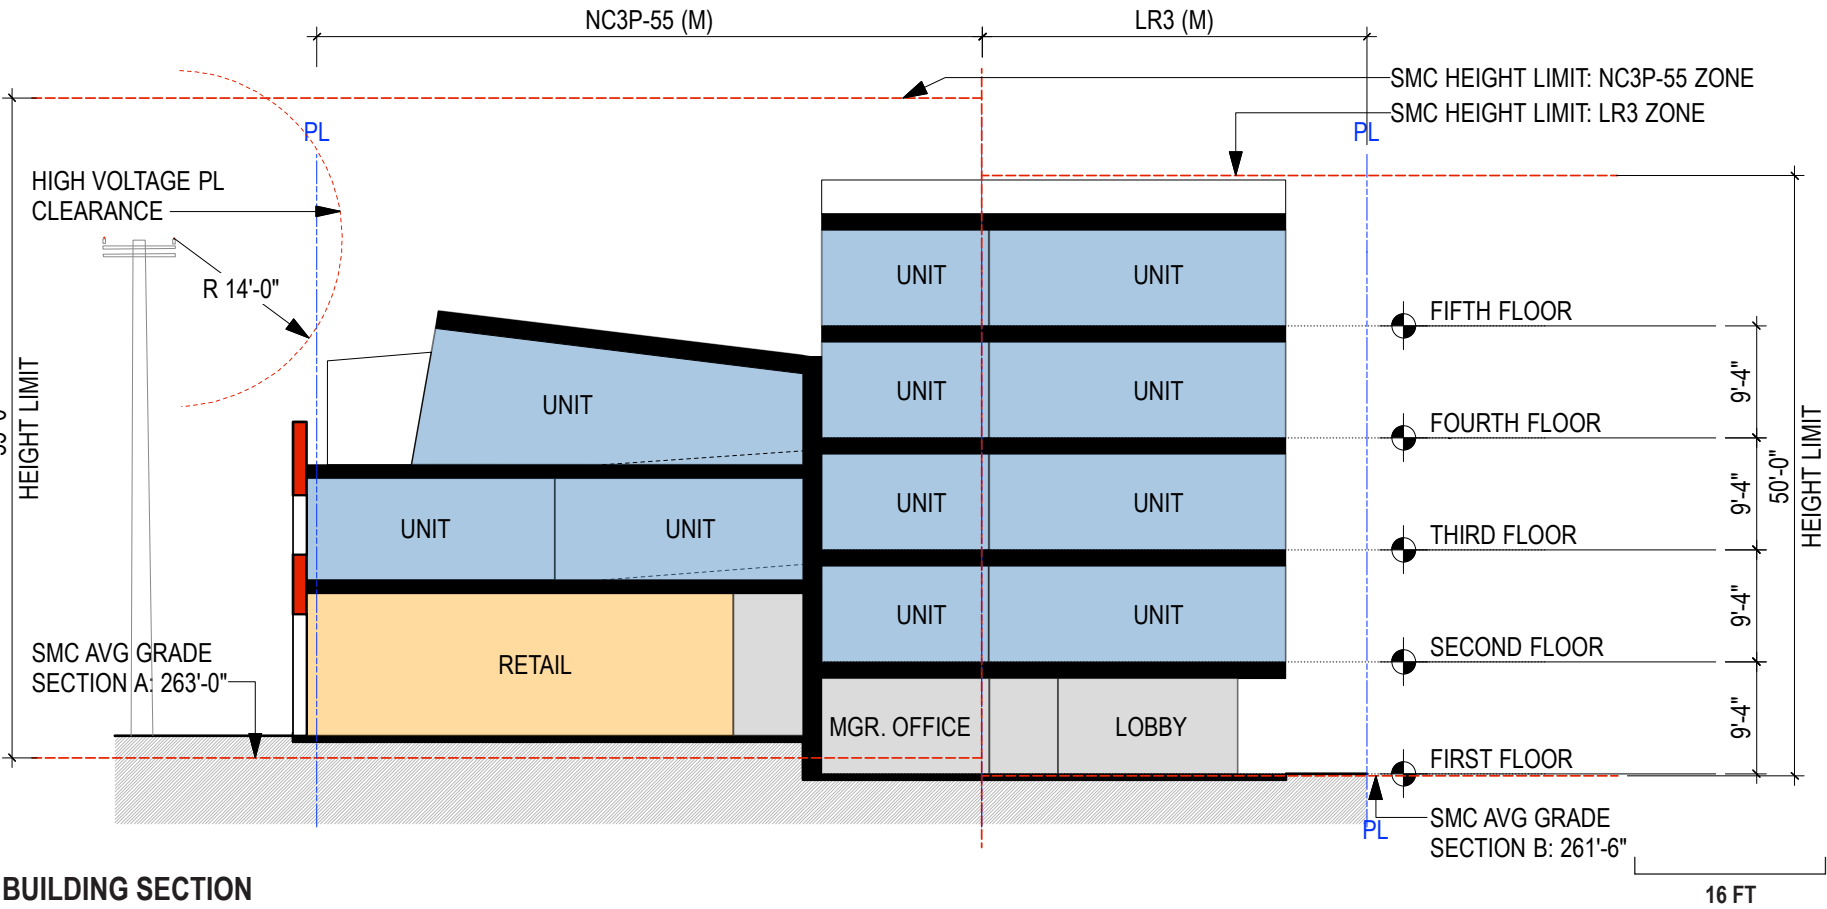 NC3P-55 (M)
LR3 (M)
SMC HEIGHT LIMIT: NC3P-55 ZONE
SMC HEIGHT LIMIT: LR3 ZONE
PL
PL
HIGH VOLTAGE PL
CLEARANCE
R 14'-0"
HEIGHT LIMIT
UNIT
UNIT
UNIT
UNIT
UNIT
UNIT
UNIT
UNIT
UNIT
UNIT
UNIT
RETAIL
MGR. OFFICE
LOBBY
FIFTH FLOOR
9'-4"
FOURTH FLOOR
9'-4"
THIRD FLOOR
9'-4"
SECOND FLOOR
9'-4"
FIRST FLOOR
50'-0"
HEIGHT LIMIT
SMC AVG GRADE
SECTION A: 263'-0"
PL
SMC AVG GRADE
SECTION B: 261'-6"
BUILDING SECTION
16 FT